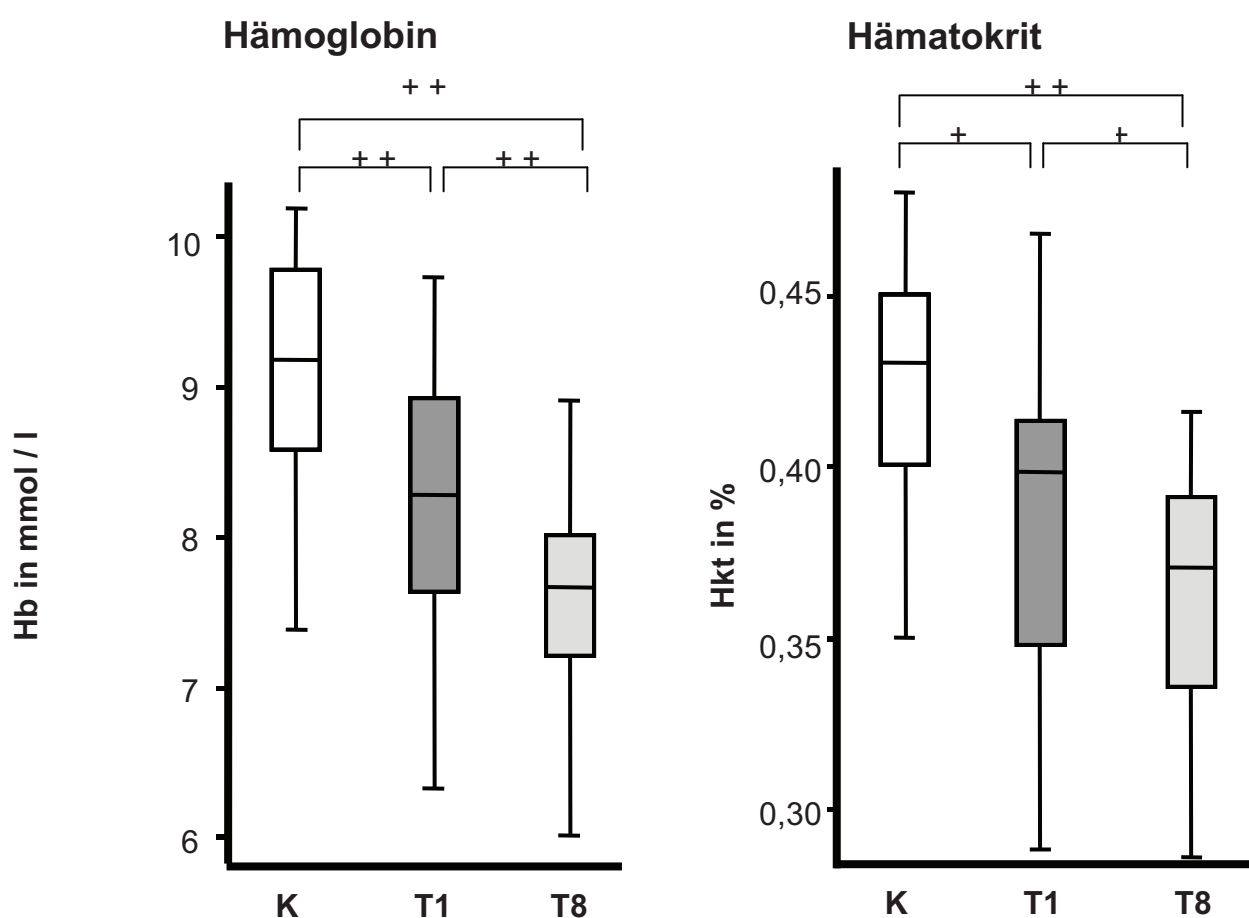 Hämoglobin
+ +
+ +
+ +
10
9
8
7
6
Hb in mmol / l
K
T1
T8
Hämatokrit
+ +
+
+
0,45
0,40
0,35
0,30
Hkt in %
K
T1
T8